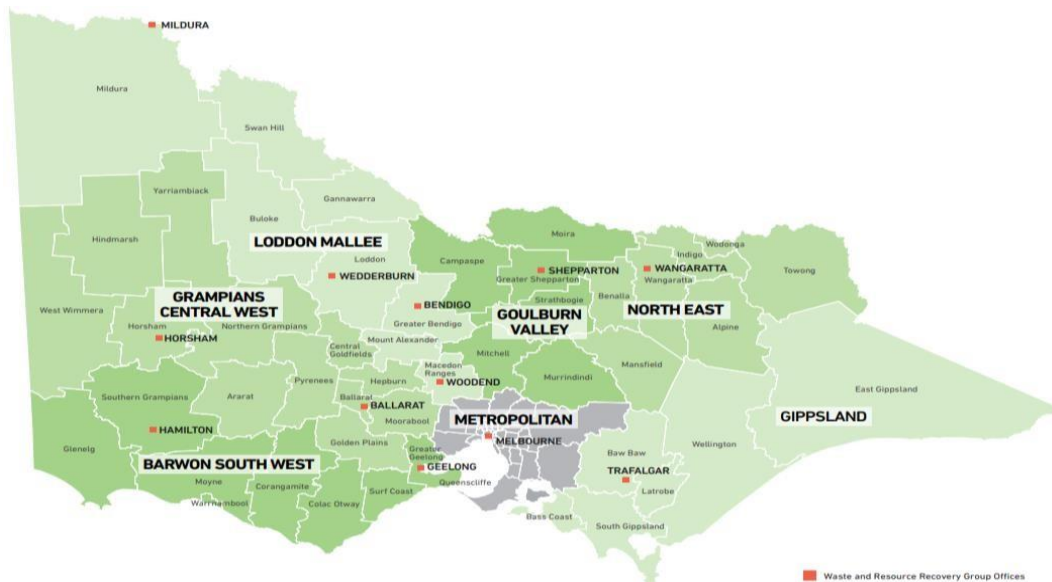 MILDURA
Mildura
Swan Hill
Yarriambiack
Gannawarra
Buloke
Hindmarsh
LODDON MALLEE
Loddon
WEDDERBURN
Moira
Campaspe
SHEPPARTON
Greater Shepparton
Wodonga
Indigo
WANGARATTA
Wangaratta
Towong
West Wimmera
GRAMPIANS
CENTRAL WEST
Horsham
HORSHAM
Northern Grampians
BENDIGO
Greater Bendigo
Mount Alexander
Strathbogie
GOULBURN
VALLEY
Benalla
NORTH EAST
Alpine
Central
Goldfields
Mitchell
Macedon
Ranges
WOODEND
Murrindindi
Mansfield
Pyrenees
Hepburn
Ballarat
BALLARAT
Moorabool
Southern Grampians
Ararat
METROPOLITAN
MELBOURNE
East Gippsland
GIPPSLAND
Wellington
HAMILTON
Glenelg
BARWON SOUTH WEST
Golden Plains
Greater
Geelong
GEELONG
Queenscliffe
Baw Baw
TRAFALGAR
Latrobe
Moyne
Warrnambool
Corangamite
Colac Otway
Surf Coast
Bass Coast
South Gippsland
Waste and Resource Recovery Group Offices